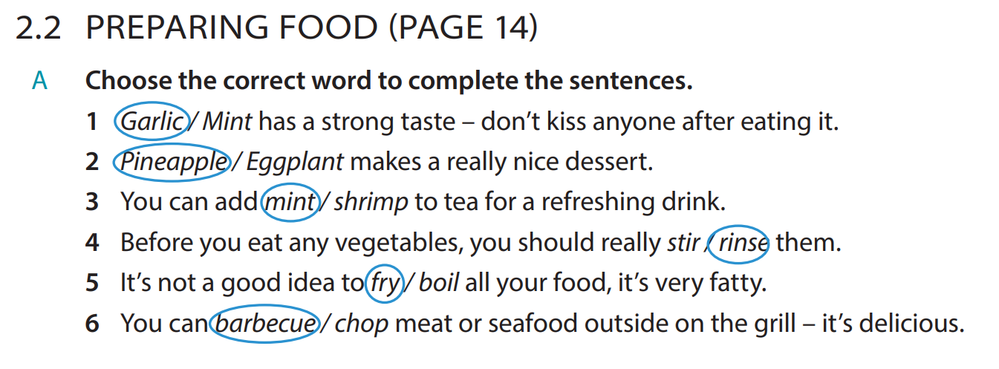 2.2 PREPARING FOOD (PAGE 14)
A Choose the correct word to complete the sentences.
1 Garlic / Mint has a strong taste – don't kiss anyone after eating it.
2 Pineapple / Eggplant makes a really nice dessert.
3 You can add mint / shrimp to tea for a refreshing drink.
4 Before you eat any vegetables, you should really stir / rinse them.
5 It's not a good idea to fry / boil all your food, it's very fatty.
6 You can barbecue / chop meat or seafood outside on the grill – it's delicious.